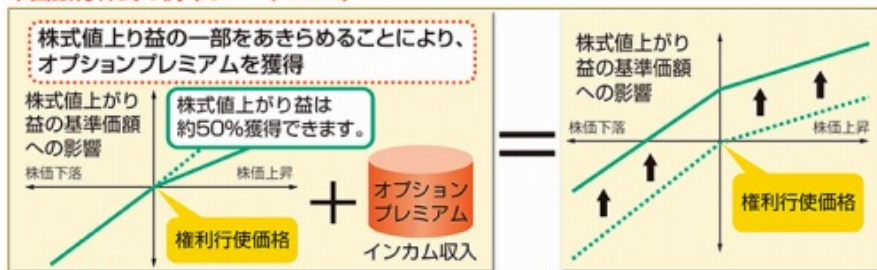 株式値上り益の一部をあきらめることにより、
オプションプレミアムを獲得
株式値上がり
益の基準価額
への影響
株式値上がり益は
約50%獲得できます。
株価下落
株価上昇
権利行使価格
+
オプション
プレミアム
インカム収入
=
株式値上がり
益の基準価額
への影響
株価下落
株価上昇
権利行使価格